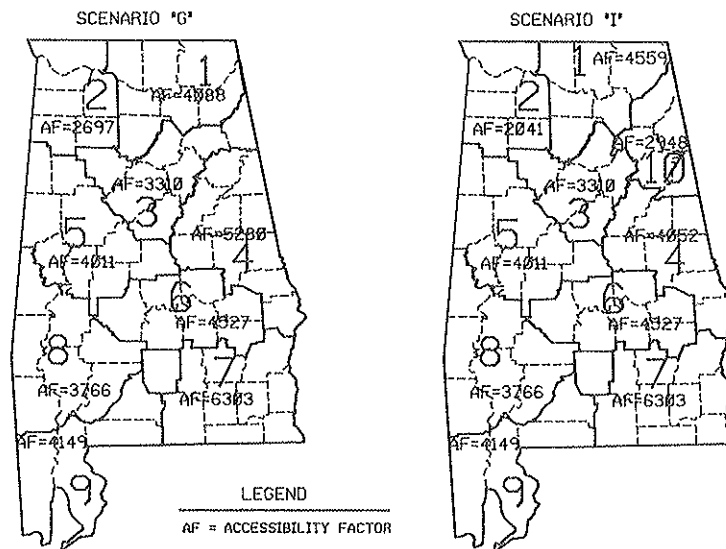 SCENARIO "G"
1
AF=4088
2
AF=2697
AF=3310
3
5
AF=5280
4
AF=4011
6
AF=4327
8
7
AF=3766
AF=6303
AF=4149
9
LEGEND
AF = ACCESSIBILITY FACTOR
SCENARIO "I"
1
AF=4559
2
AF=2041
AF=2948
10
AF=3310
3
5
AF=4052
4
AF=4011
6
AF=4327
8
7
AF=3766
AF=6303
AF=4149
9